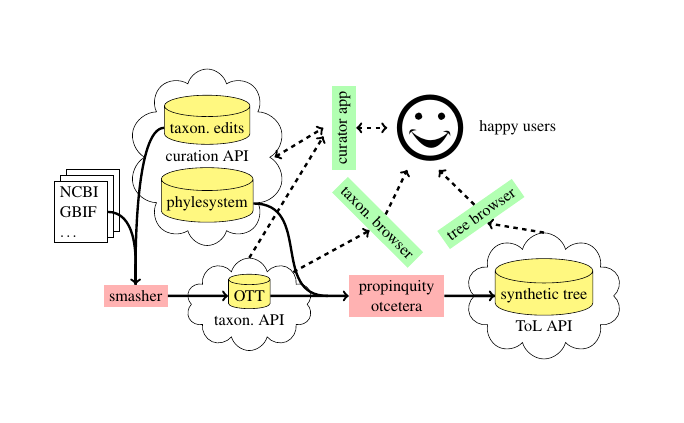 taxon. edits
curation API
phylesystem
curator app
happy users
NCBI
GBIF
...
taxon. browser
tree browser
smasher
OTT
taxon. API
propinquity
otcetera
synthetic tree
ToL API